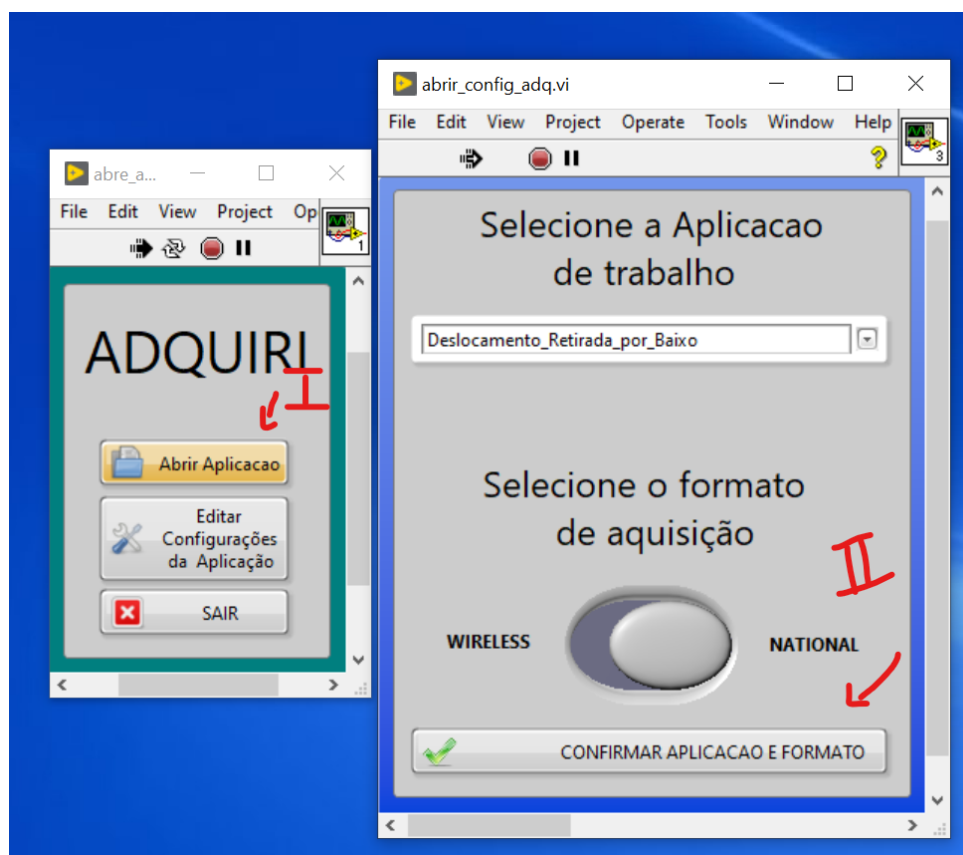 abre_a...
File Edit View Project Op
1
ADQUIRI
I
Abrir Aplicacao
Editar
Configurações
da Aplicação
SAIR
abrir_config_adq.vi
File Edit View Project Operate Tools Window Help
?
3
Selecione a Aplicacao
de trabalho
Deslocamento_Retirada_por_Baixo
Selecione o formato
de aquisição
II
WIRELESS
NATIONAL
CONFIRMAR APLICACAO E FORMATO